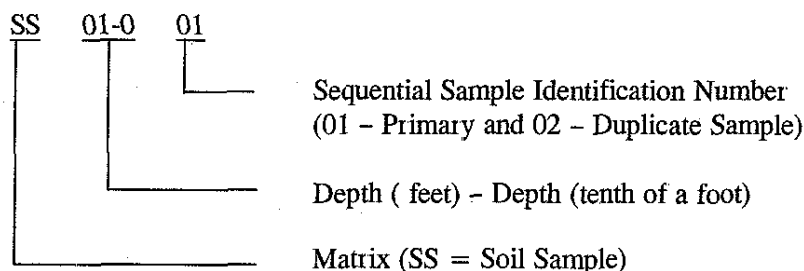 SS 01-0 01
Sequential Sample Identification Number
(01 – Primary and 02 – Duplicate Sample)
Depth ( feet) – Depth (tenth of a foot)
Matrix (SS = Soil Sample)